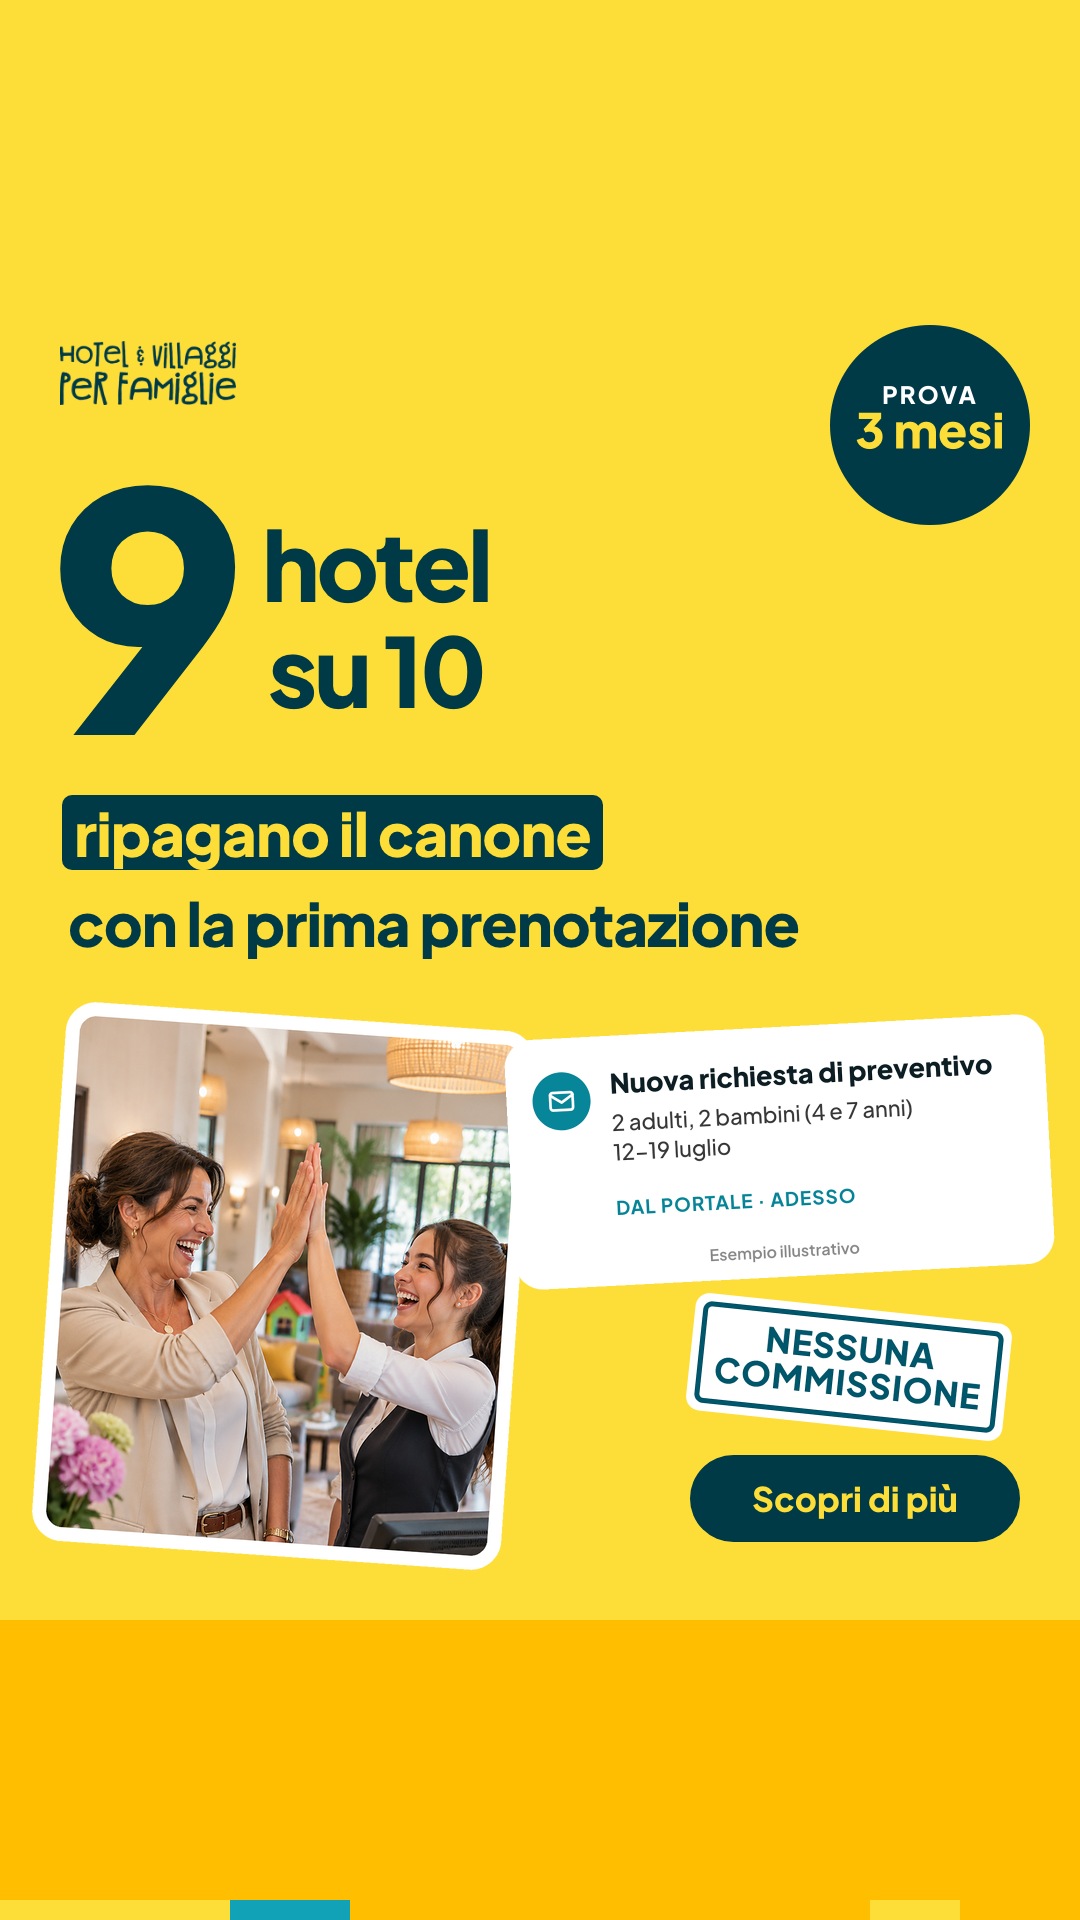 HOTEL & VILLAGGI
PER FAMIGLIE
PROVA
3 mesi
9 hotel
su 10
ripagano il canone
con la prima prenotazione
Nuova richiesta di preventivo
2 adulti, 2 bambini (4 e 7 anni)
12–19 luglio
DAL PORTALE · ADESSO
Esempio illustrativo
NESSUNA
COMMISSIONE
Scopri di più